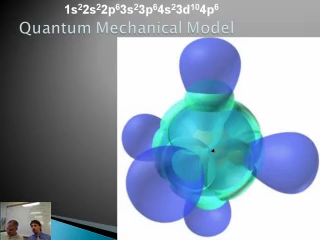 1s²2s²2p⁶3s²3p⁶4s²3d¹⁰4p⁶
Quantum Mechanical Model